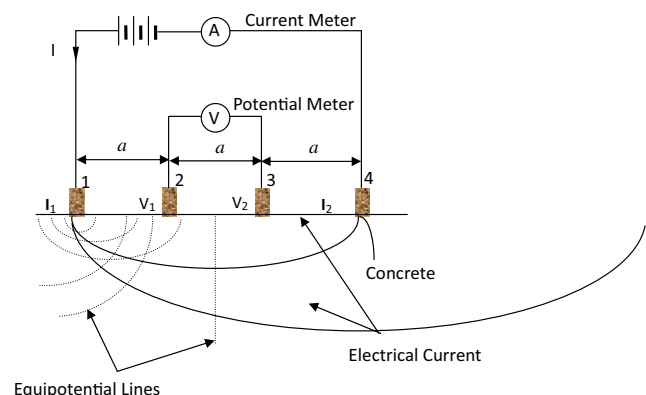 Current Meter
A
I
Potential Meter
V
a
a
a
1
2
3
4
I1
V1
V2
I2
Concrete
Electrical Current
Equipotential Lines